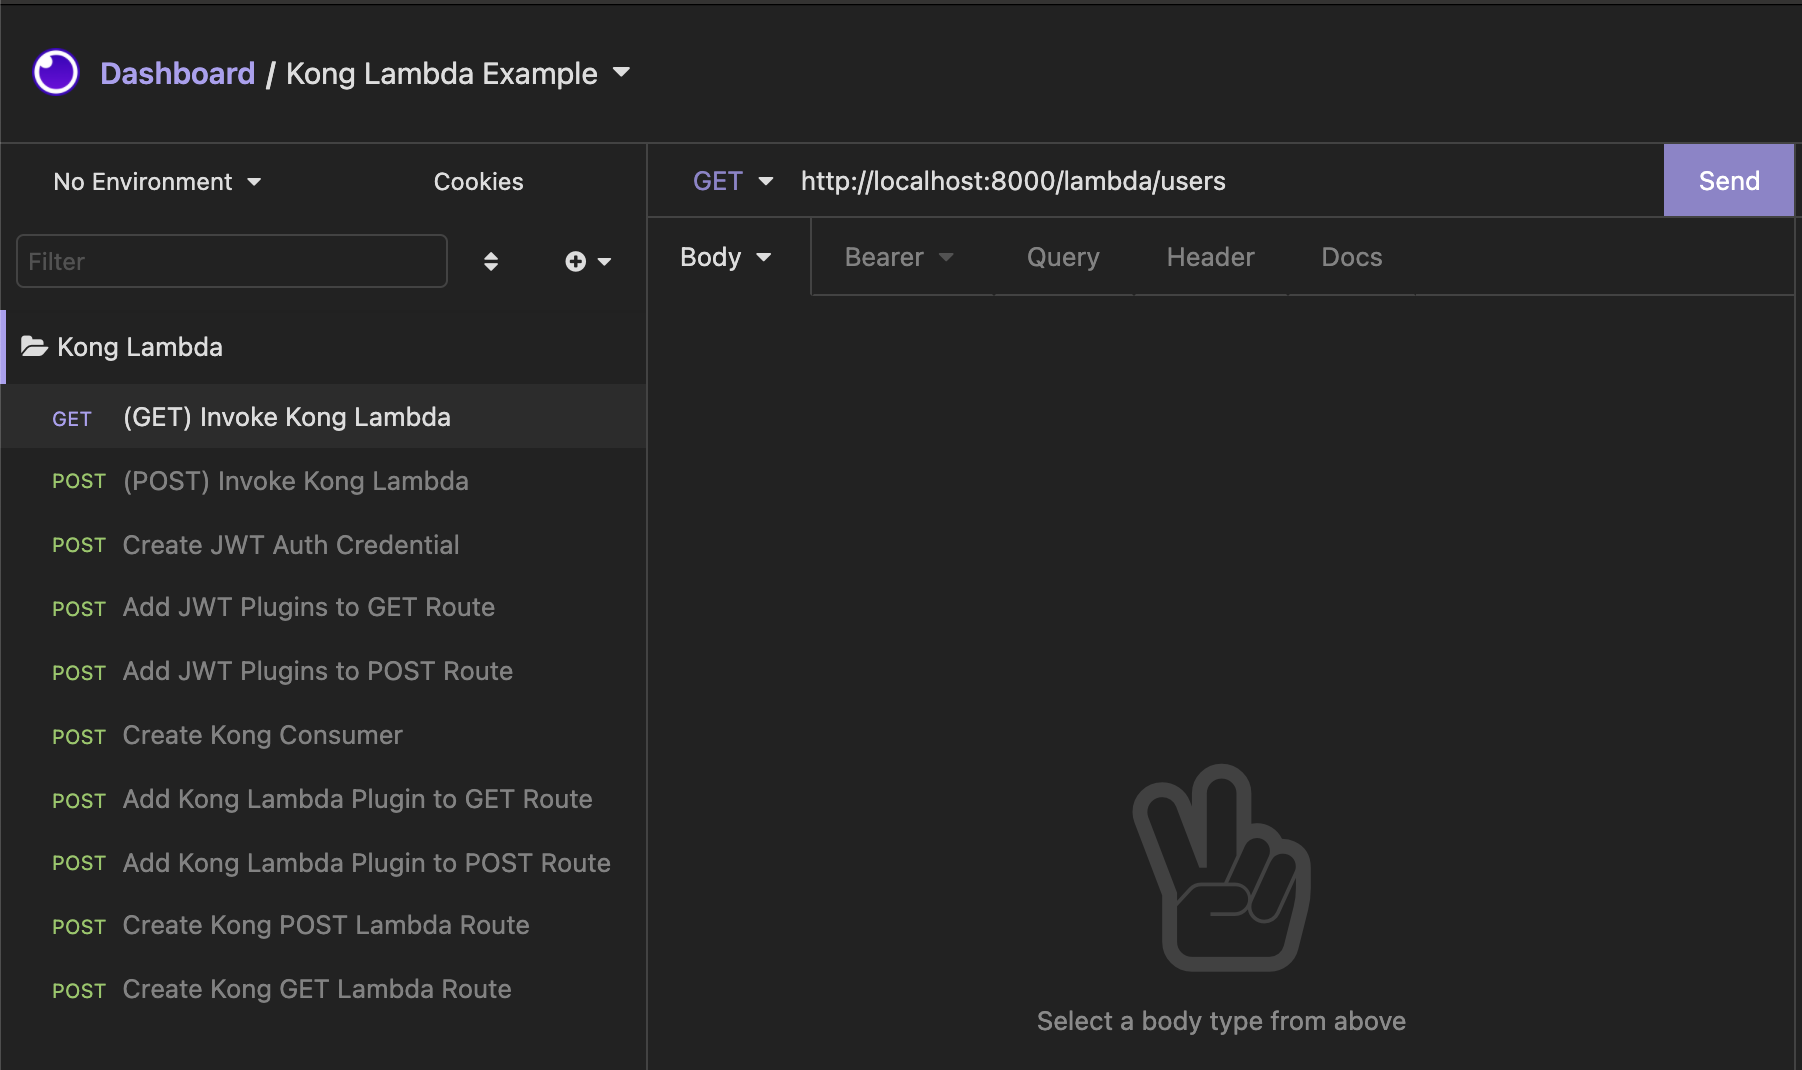 Dashboard / Kong Lambda Example
No Environment
Cookies
Filter
Kong Lambda
GET (GET) Invoke Kong Lambda
POST (POST) Invoke Kong Lambda
POST Create JWT Auth Credential
POST Add JWT Plugins to GET Route
POST Add JWT Plugins to POST Route
POST Create Kong Consumer
POST Add Kong Lambda Plugin to GET Route
POST Add Kong Lambda Plugin to POST Route
POST Create Kong POST Lambda Route
POST Create Kong GET Lambda Route
GET http://localhost:8000/lambda/users Send
Body Bearer Query Header Docs
Select a body type from above